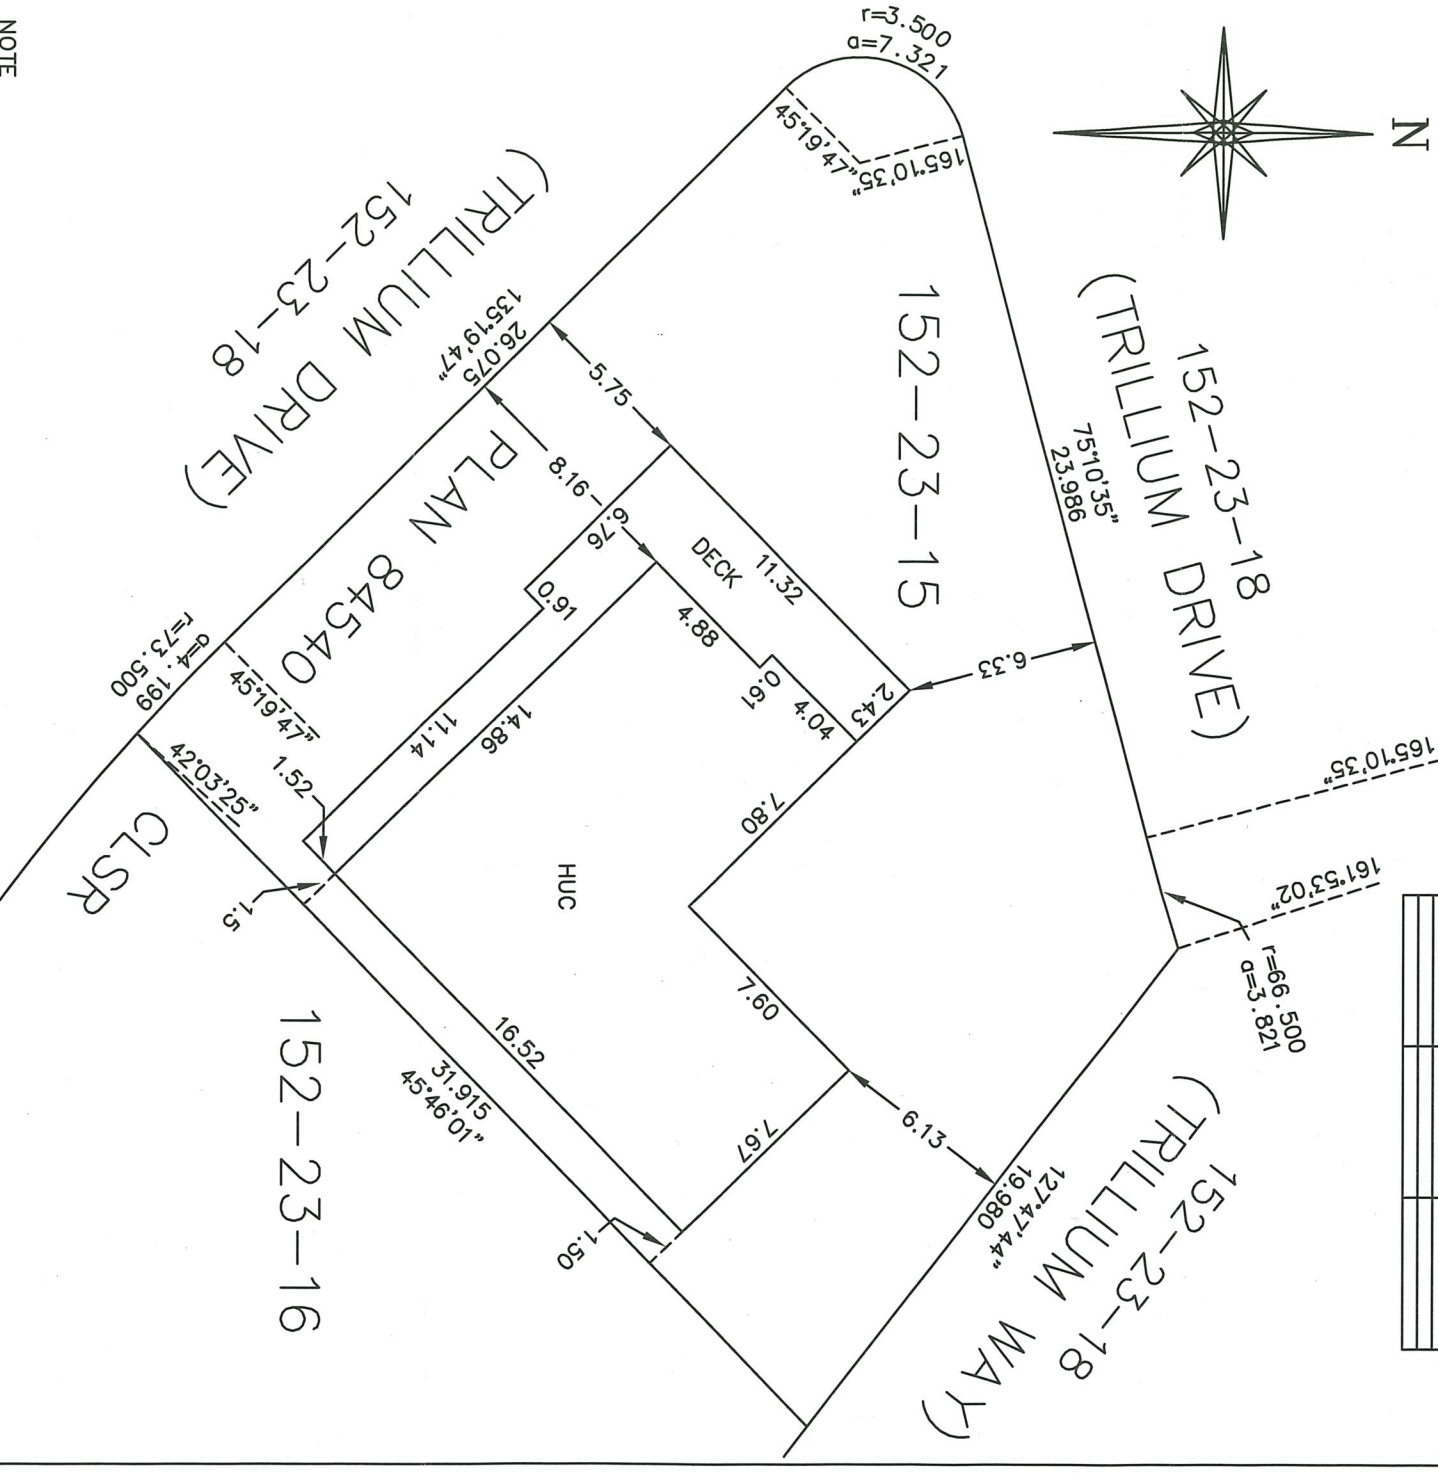 N
NOTE
r=3.500
a=7.321
45°19'47"
165°10'35"
152-23-18
(TRILLIUM DRIVE)
75°10'35"
23.986
152-23-15
(TRILLIUM DRIVE)
152-23-18
26.075
135°19'47"
5.75
8.16
6.76
DECK
11.32
PLAN 84540
0.91
4.88
0.61
4.04
2.43
6.33
165°10'35"
161°53'02"
r=66.500
a=3.821
a=4.199
r=73.500
45°19'47"
42°03'25"
11.14
14.86
1.52
1.5
7.80
HUC
CLSR
7.60
16.52
31.915
45°46'01"
7.67
6.13
127°47'44"
19.980
1.50
152-23-16
152-23-18
(TRILLIUM WAY)